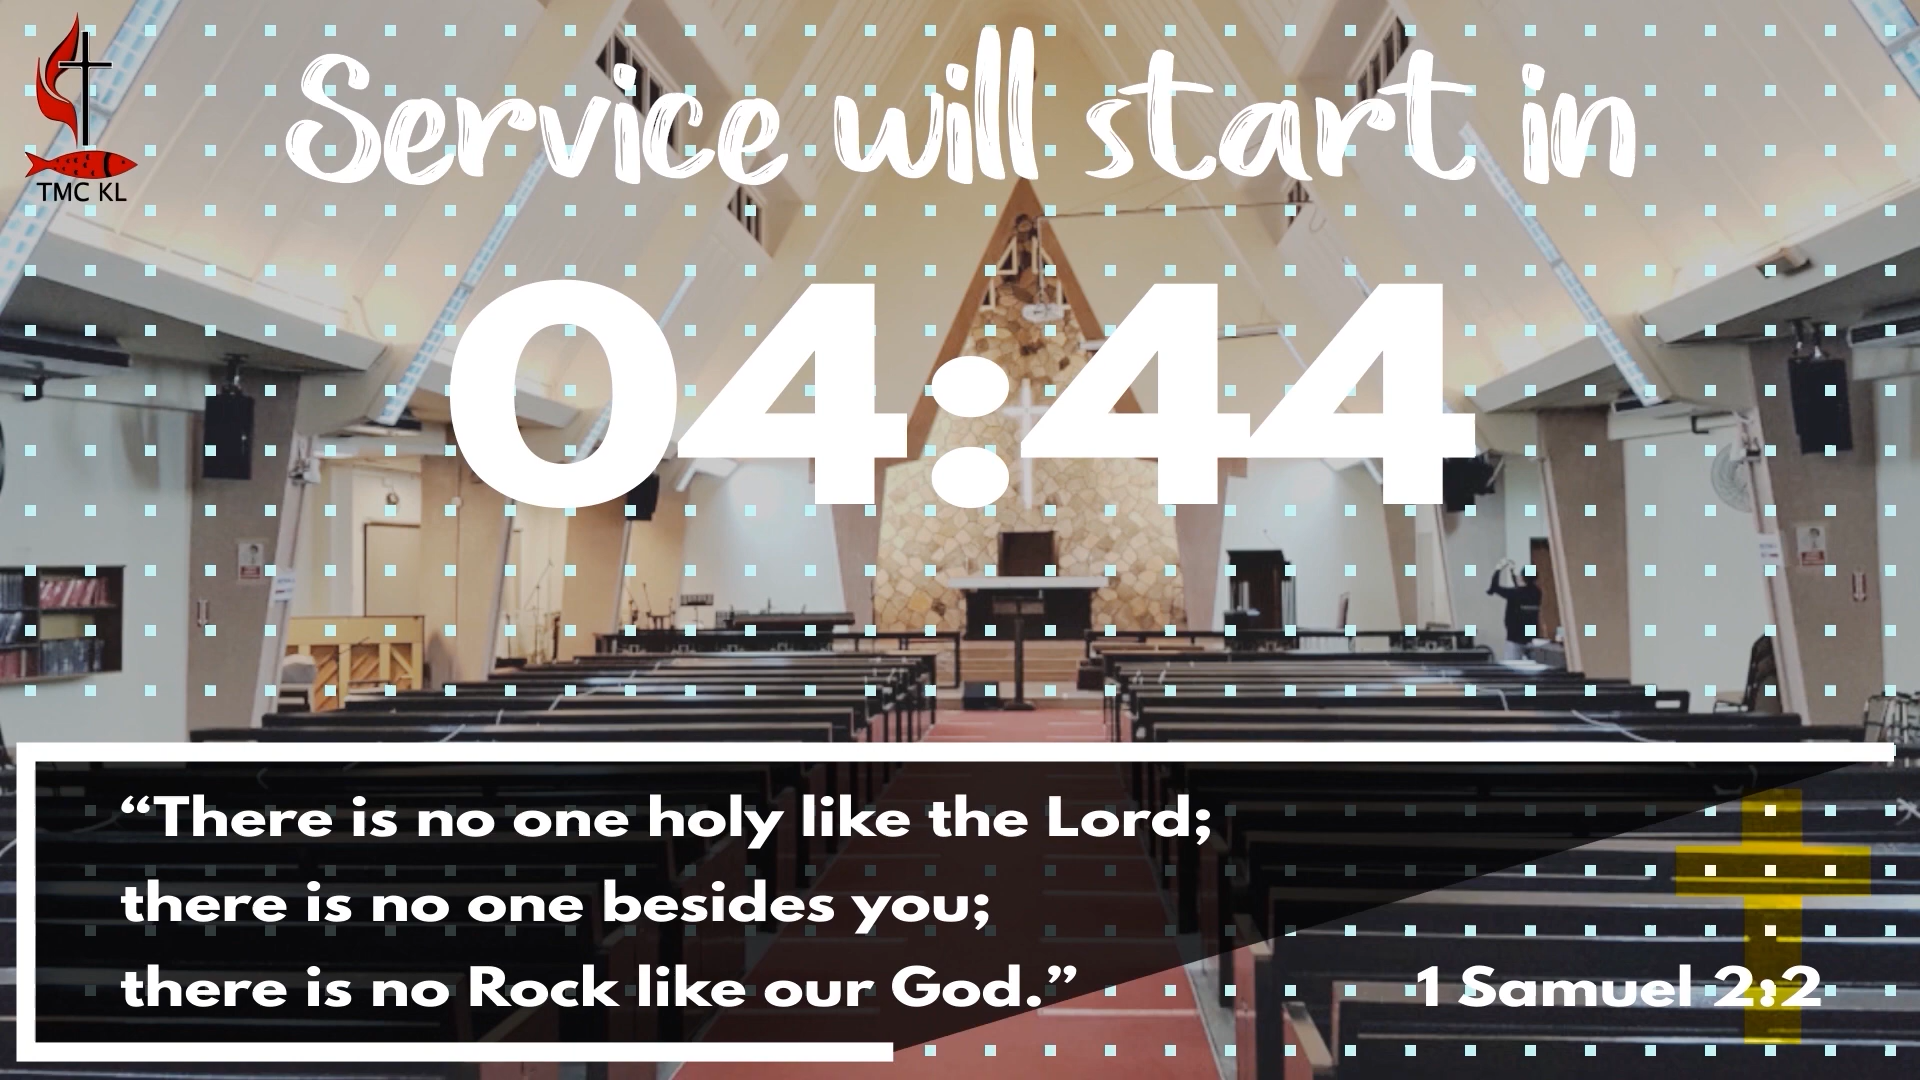 TMC KL
Service will start in
04:44
“There is no one holy like the Lord;
there is no one besides you;
there is no Rock like our God.”
1 Samuel 2:2